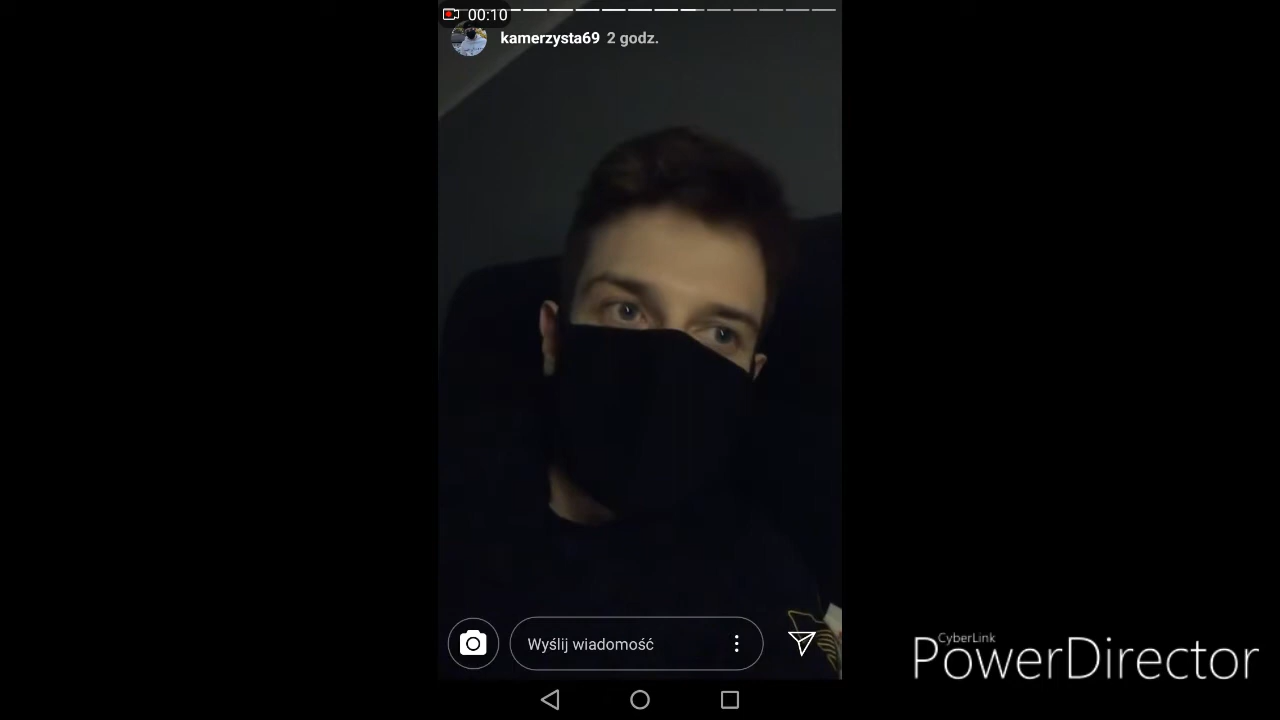 00:10
kamerzysta69 2 godz.
Wyślij wiadomość
CyberLink
PowerDirector